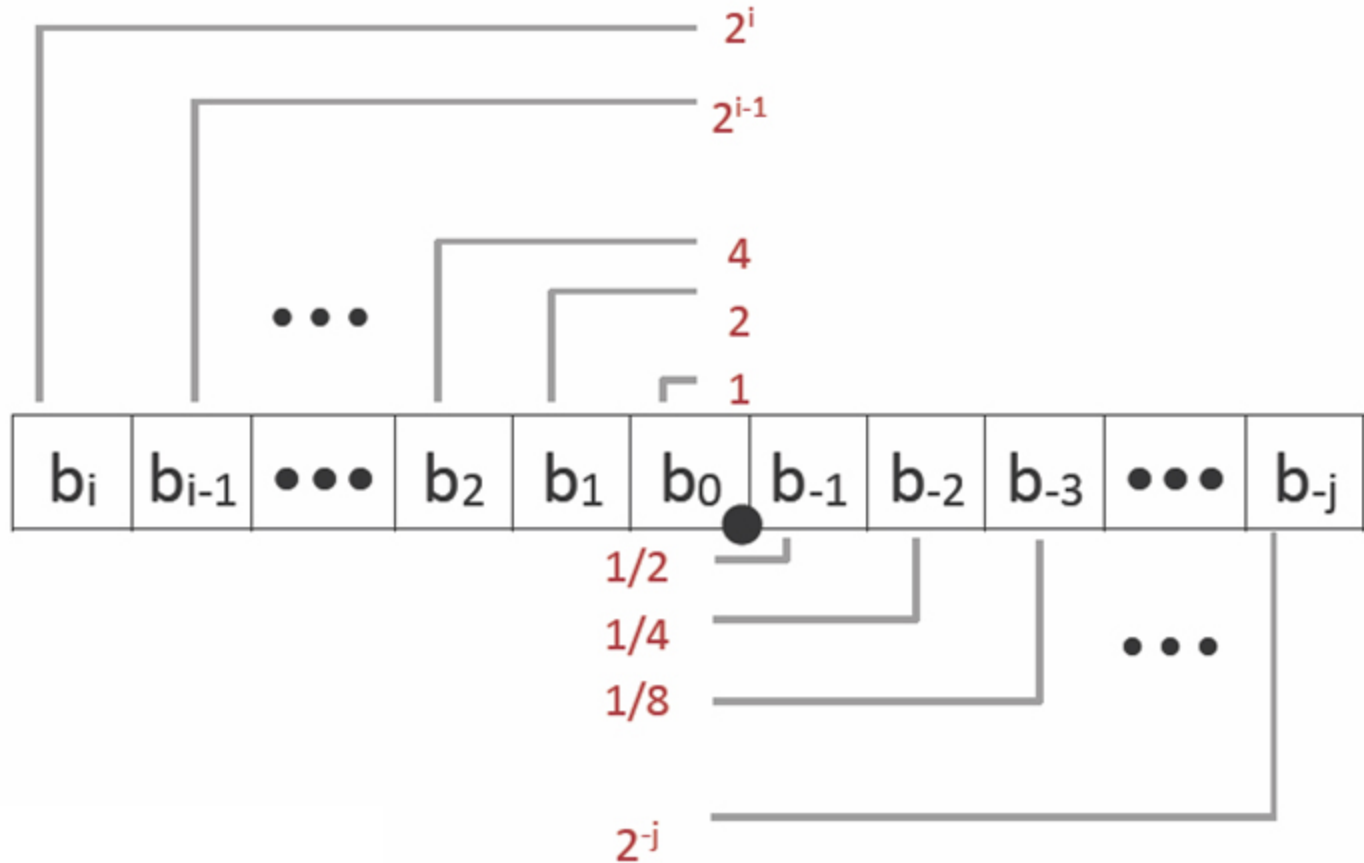 2^i
2^{i-1}
4
2
1
b_i b_{i-1} ••• b_2 b_1 b_0 b_{-1} b_{-2} b_{-3} ••• b_{-j}
1/2
1/4
1/8
2^{-j}